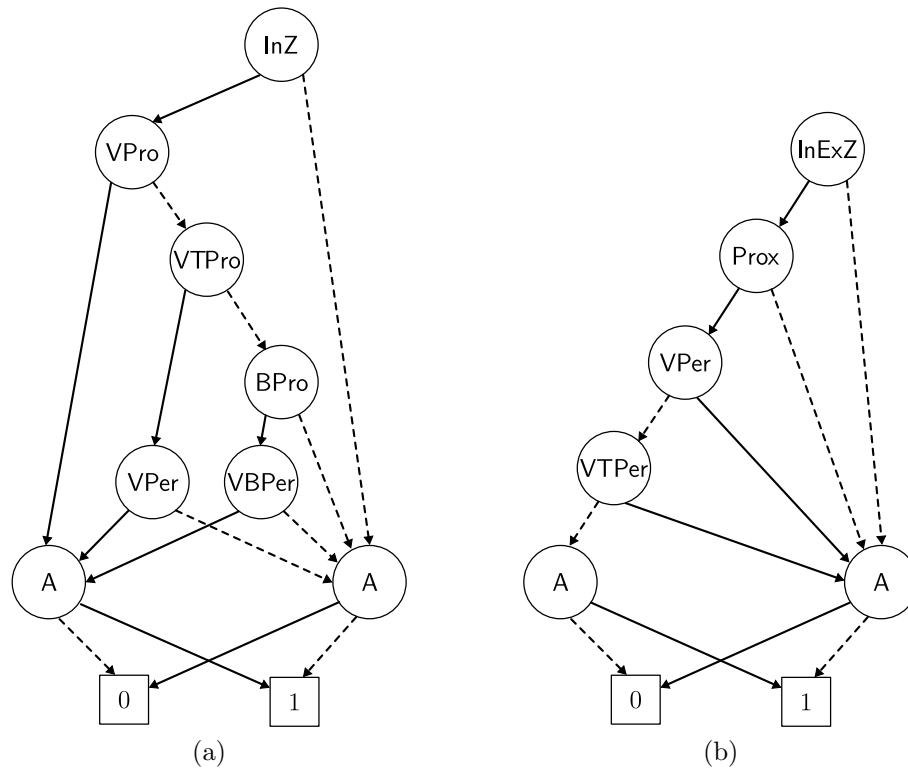 InZ
VPro
InExZ
VTPro
Prox
VPer
BPro
VPer
VBPer
VTPer
A
A
A
A
0
1
0
1
(a)
(b)